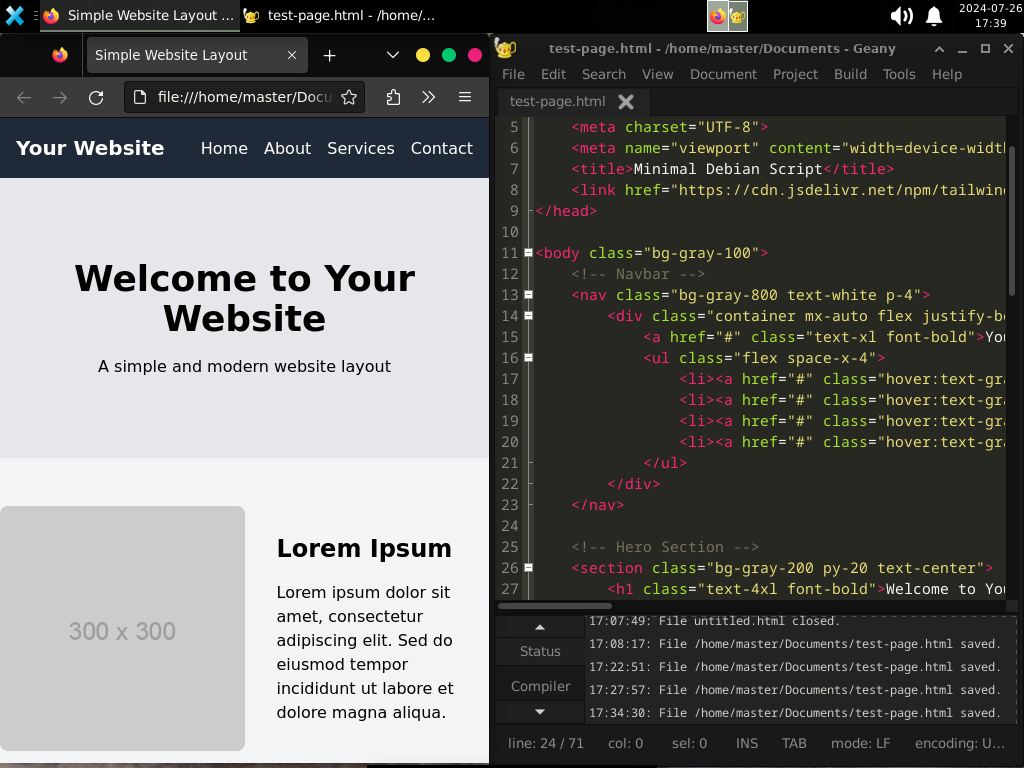 Simple Website Layout ...
test-page.html - /home/...
2024-07-26
17:39
Simple Website Layout
file:///home/master/Docu
Your Website
Home About Services Contact
Welcome to Your
Website
A simple and modern website layout
300 x 300
Lorem Ipsum
Lorem ipsum dolor sit
amet, consectetur
adipiscing elit. Sed do
eiusmod tempor
incididunt ut labore et
dolore magna aliqua.
test-page.html - /home/master/Documents - Geany
File Edit Search View Document Project Build Tools Help
test-page.html
5 <meta charset="UTF-8">
6 <meta name="viewport" content="width=device-widt
7 <title>Minimal Debian Script</title>
8 <link href="https://cdn.jsdelivr.net/npm/tailwin
9 </head>
10
11 <body class="bg-gray-100">
12 <!-- Navbar -->
13 <nav class="bg-gray-800 text-white p-4">
14 <div class="container mx-auto flex justify-be
15 <a href="#" class="text-xl font-bold">You
16 <ul class="flex space-x-4">
17 <li><a href="#" class="hover:text-gra
18 <li><a href="#" class="hover:text-gra
19 <li><a href="#" class="hover:text-gra
20 <li><a href="#" class="hover:text-gra
21 </ul>
22 </div>
23 </nav>
24
25 <!-- Hero Section -->
26 <section class="bg-gray-200 py-20 text-center">
27 <h1 class="text-4xl font-bold">Welcome to You
Status
Compiler
17:07:49: File untitled.html closed.
17:08:17: File /home/master/Documents/test-page.html saved.
17:22:51: File /home/master/Documents/test-page.html saved.
17:27:57: File /home/master/Documents/test-page.html saved.
17:34:30: File /home/master/Documents/test-page.html saved.
line: 24 / 71 col: 0 sel: 0 INS TAB mode: LF encoding: U...